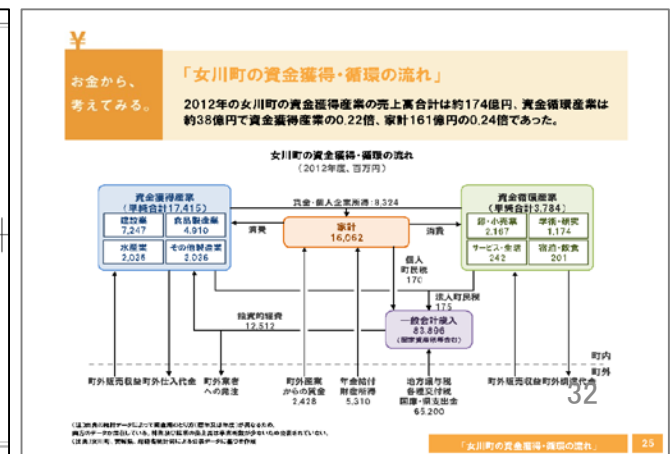 ¥
お金から、
考えてみる。
「女川町の資金獲得・循環の流れ」
2012年の女川町の資金獲得産業の売上高合計は約174億円、資金循環産業は
約38億円で資金獲得産業の0.22倍、家計161億円の0.24倍であった。
女川町の資金獲得・循環の流れ
(2012年度、百万円)
資金獲得産業
(単純合計17,415)
建設業
7,247
食品製造業
4,910
水産業
2,026
その他製造業
2,026
賃金・個人企業所得:8,324
消費
家計
16,062
消費
資金循環産業
(単純合計3,784)
卸・小売業
2,167
学術・研究
1,174
サービス・生活
242
宿泊・飲食
201
個人
町民税
170
法人町民税
175
投資的経費
12,512
一般会計歳入
83,896
町内
町外
町外販売収益
町外仕入代金
町外業者
への発注
町外産業
からの賃金
2,428
年金給付
財産所得
5,310
地方譲与税
各種交付税
国庫・県支出金
65,200
町外販売収益
町外調達代金
32
「女川町の資金獲得・循環の流れ」
25